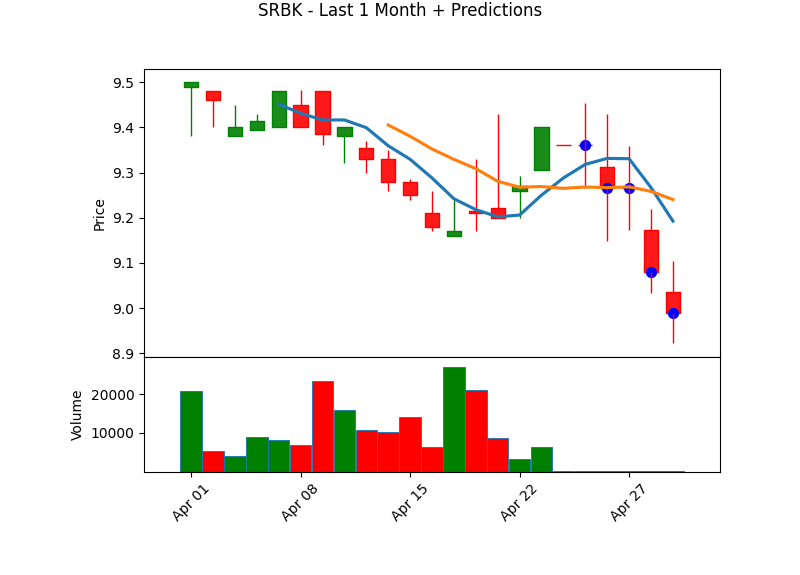 SRBK - Last 1 Month + Predictions
9.5
9.4
9.3
9.2
9.1
9.0
8.9
Price
20000
10000
Volume
Apr 01
Apr 08
Apr 15
Apr 22
Apr 27